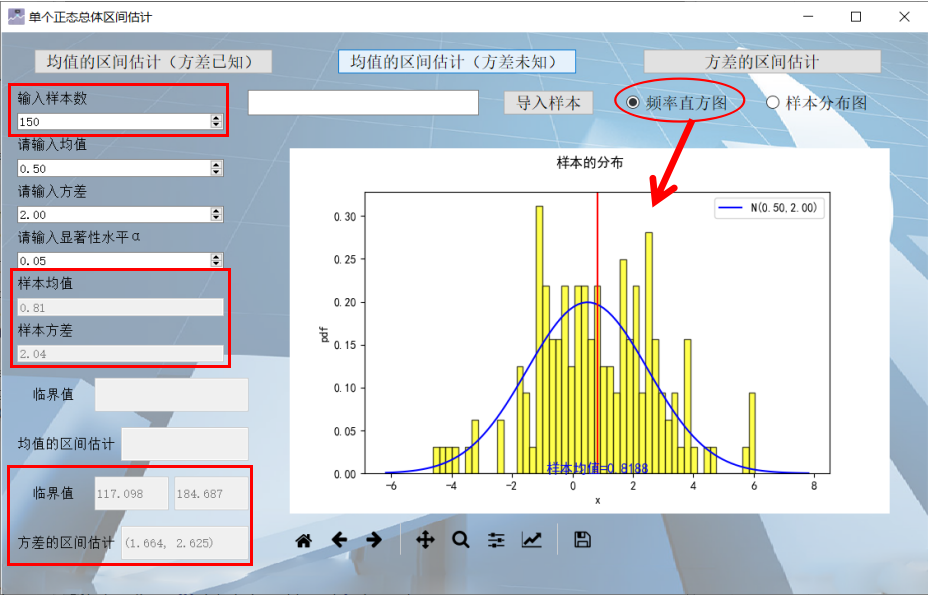 单个正态总体区间估计
均值的区间估计（方差已知）
均值的区间估计（方差未知）
方差的区间估计
输入样本数
150
导入样本
频率直方图
样本分布图
请输入均值
0.50
请输入方差
2.00
请输入显著性水平α
0.05
样本均值
0.81
样本方差
2.04
临界值
均值的区间估计
临界值
117.098
184.687
方差的区间估计
(1.664, 2.625)
样本的分布
N(0.50,2.00)
pdf
0.30
0.25
0.20
0.15
0.10
0.05
0.00
样本均值=0.8188
-6
-4
-2
0
2
4
6
8
x